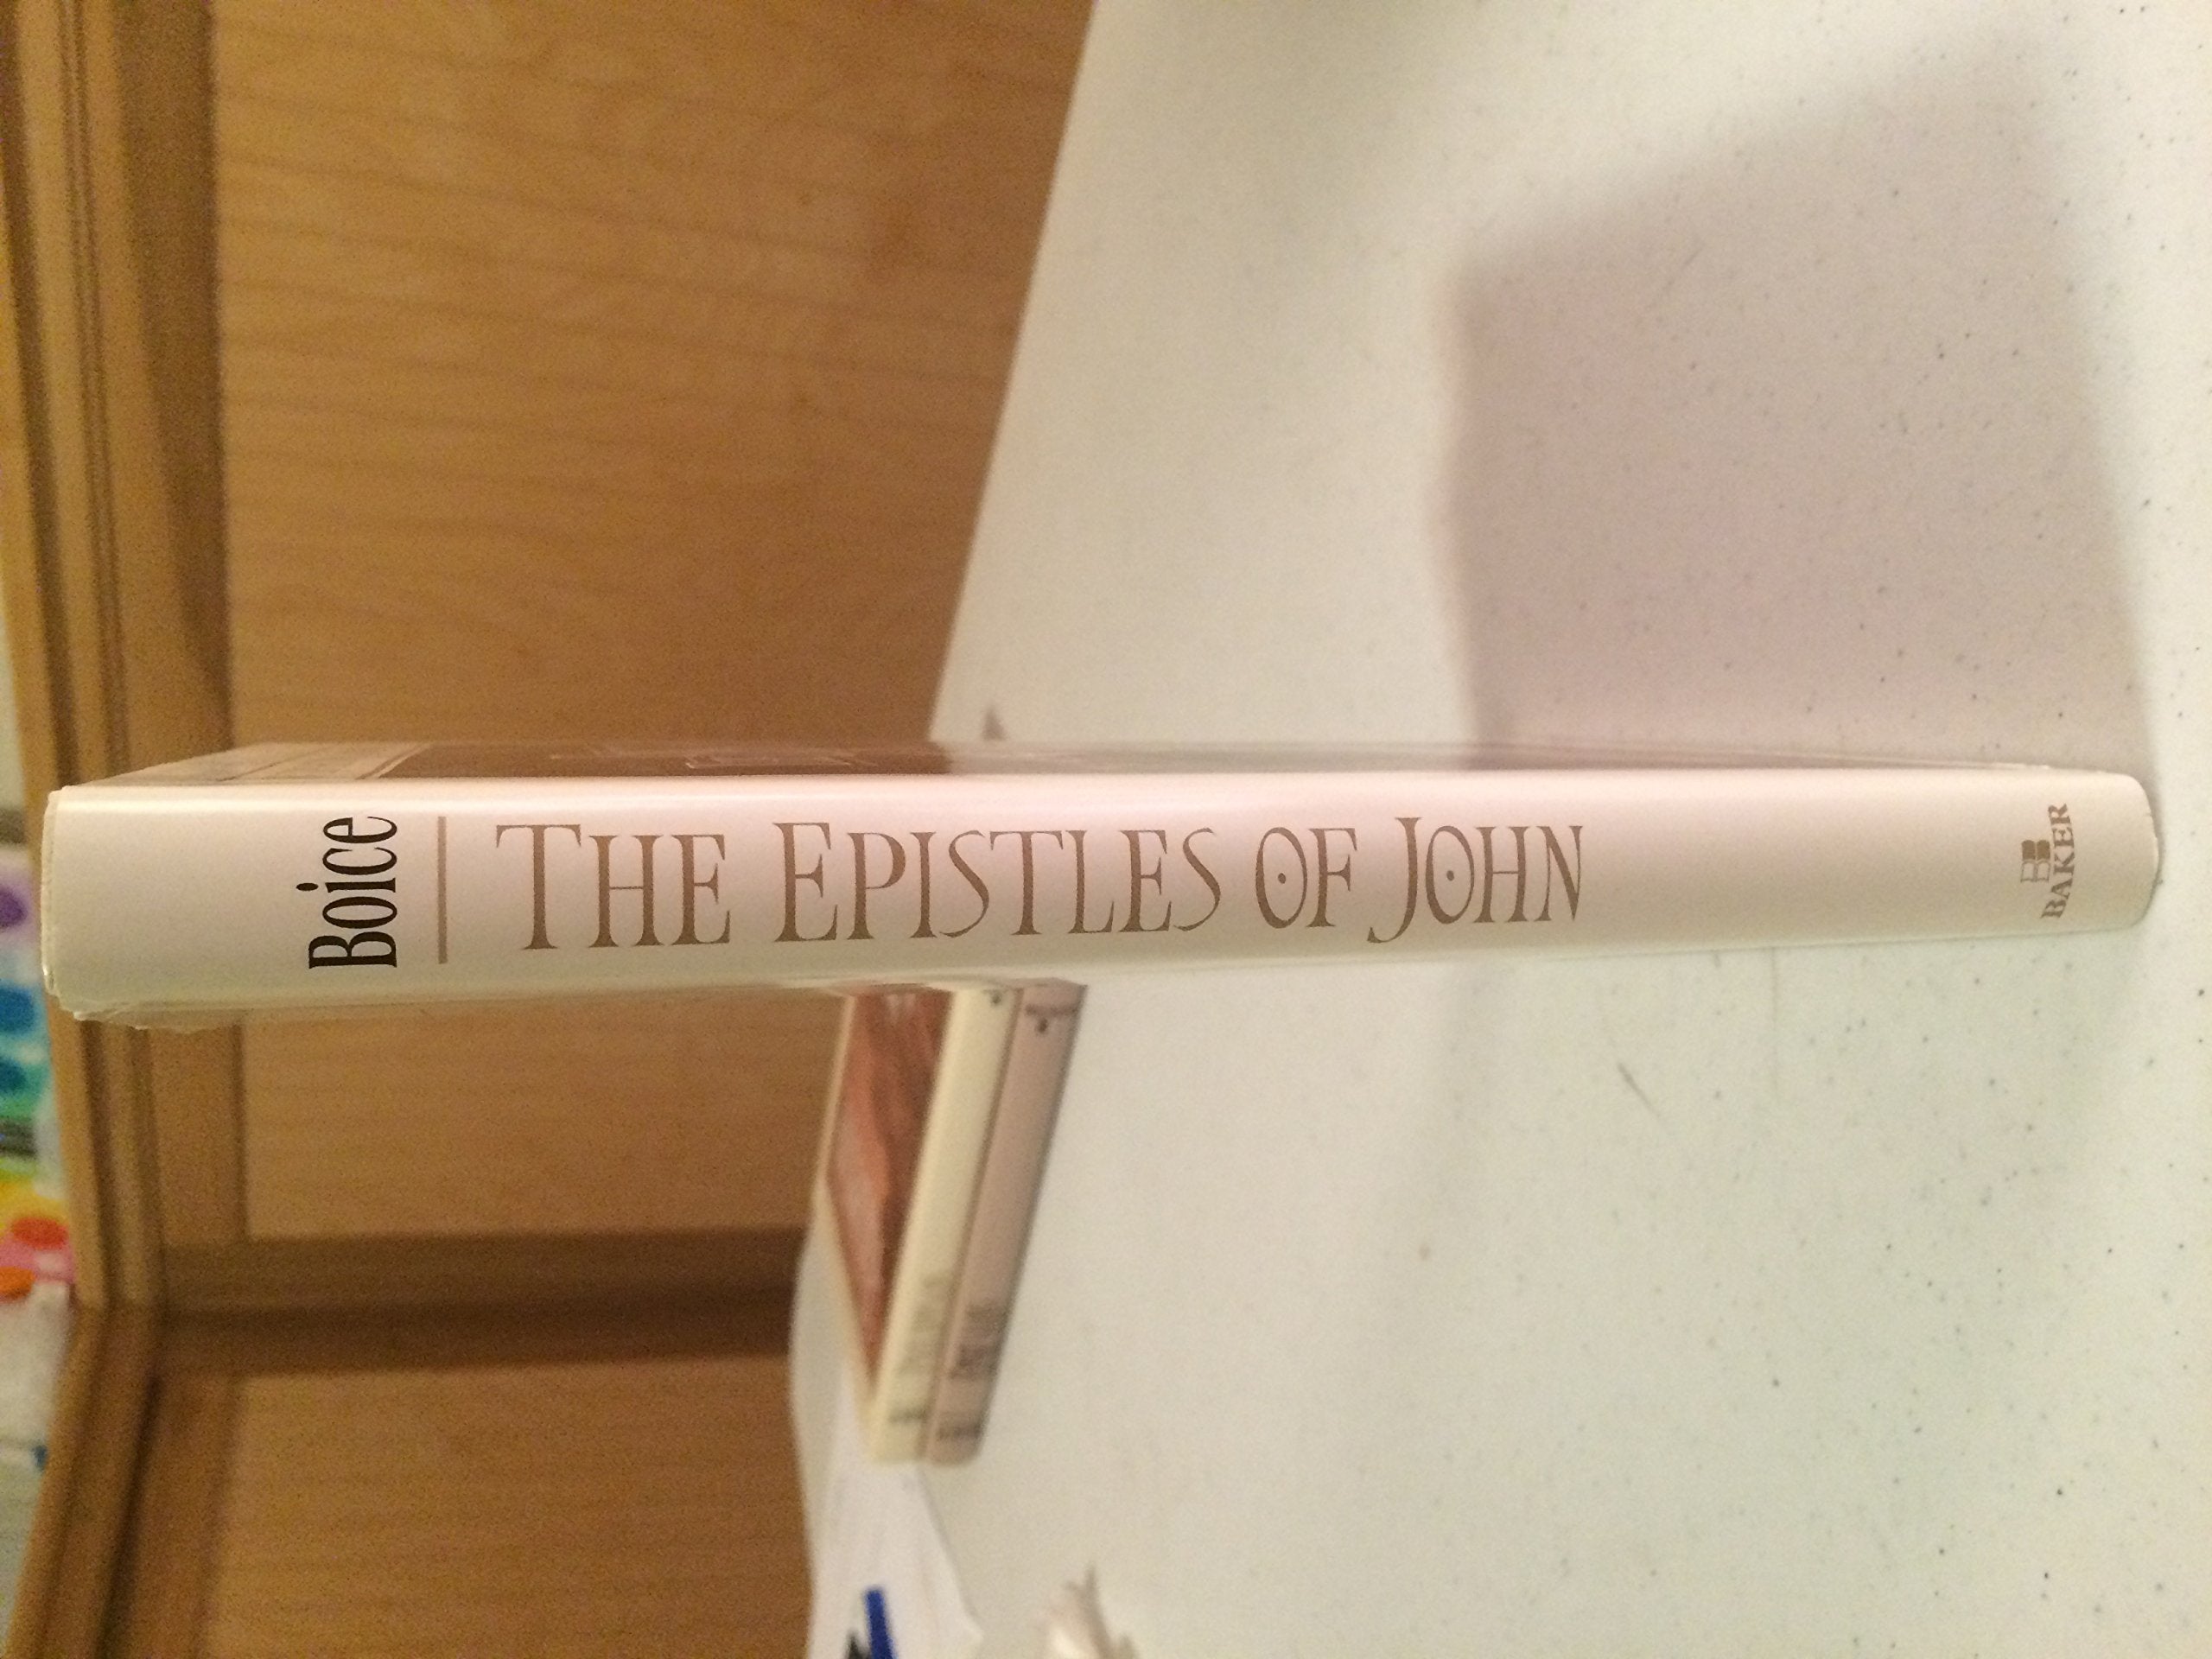 Boice
THE EPISTLES OF JOHN
BAKER